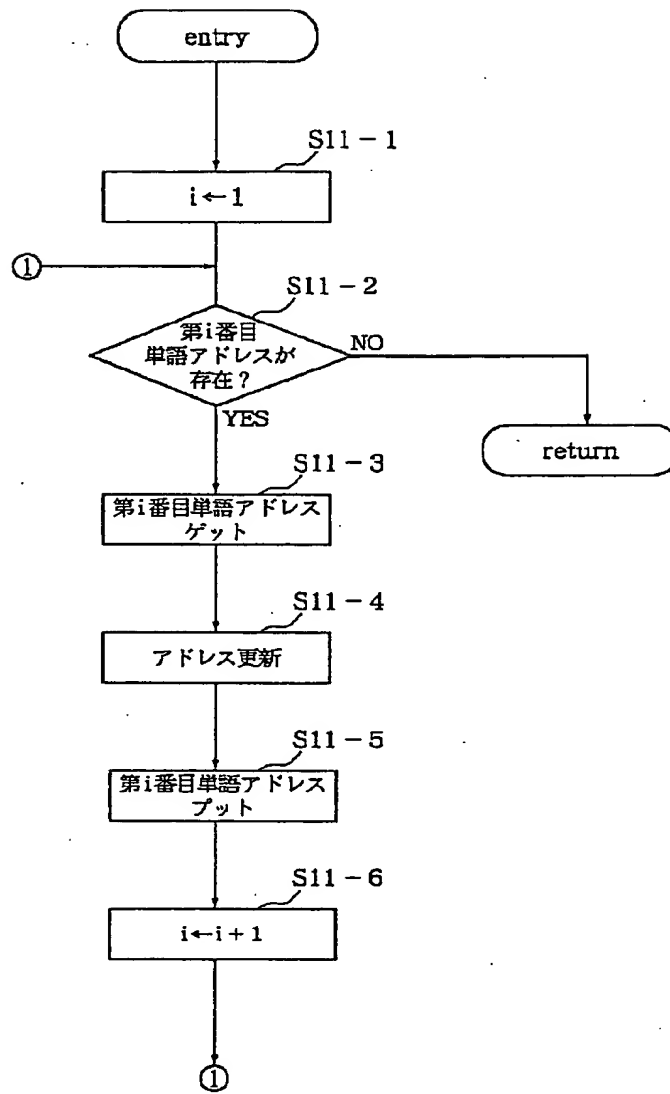 entry
S11-1
i←1
①
S11-2
第i番目
単語アドレスが
存在？
NO
YES
return
S11-3
第i番目単語アドレス
ゲット
S11-4
アドレス更新
S11-5
第i番目単語アドレス
プット
S11-6
i←i+1
①